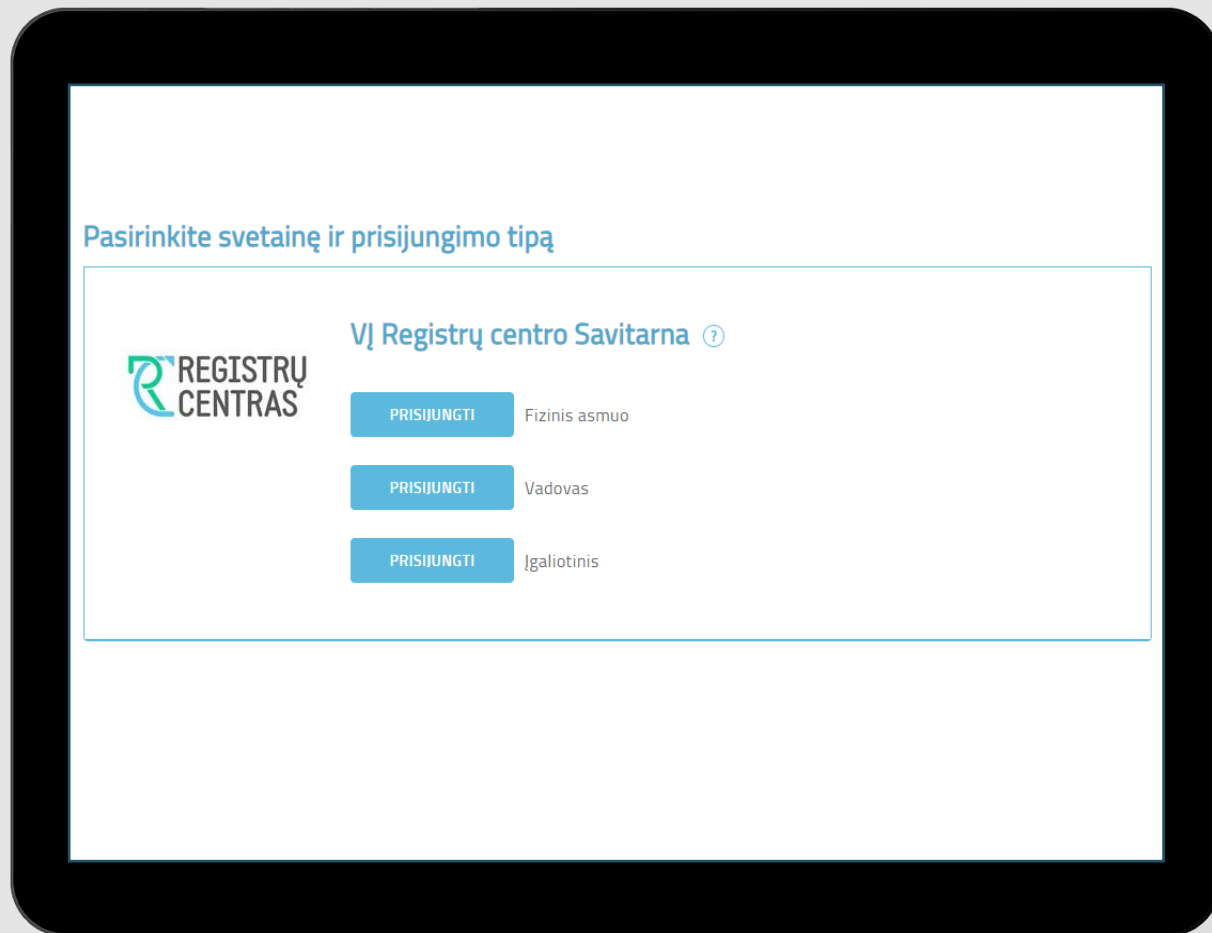 Pasirinkite svetainę ir prisijungimo tipą
VĮ Registrų centro Savitarna ?
REGISTRŲ
CENTRAS
PRISIJUNGTI Fizinis asmuo
PRISIJUNGTI Vadovas
PRISIJUNGTI Įgaliotinis